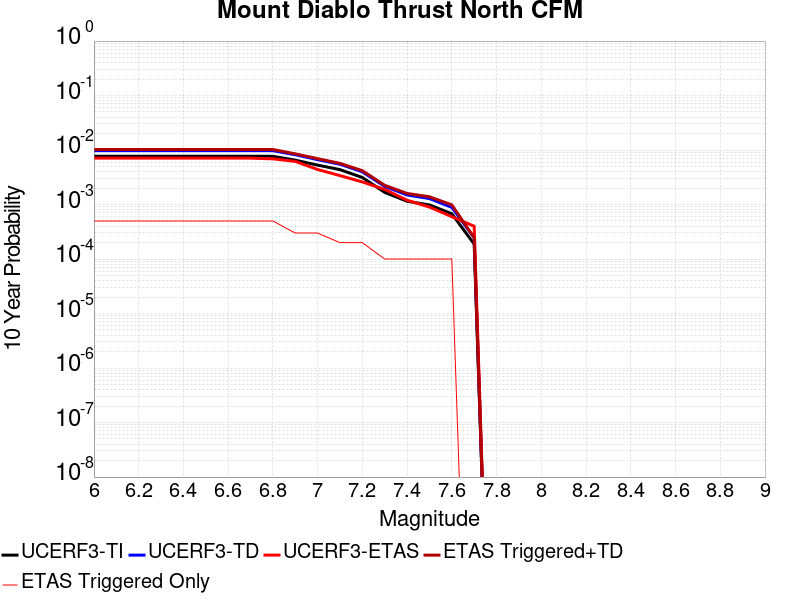 Mount Diablo Thrust North CFM
10 Year Probability
10^0
10^-1
10^-2
10^-3
10^-4
10^-5
10^-6
10^-7
10^-8
6 6.2 6.4 6.6 6.8 7 7.2 7.4 7.6 7.8 8 8.2 8.4 8.6 8.8 9
Magnitude
UCERF3-TI UCERF3-TD UCERF3-ETAS ETAS Triggered+TD
ETAS Triggered Only